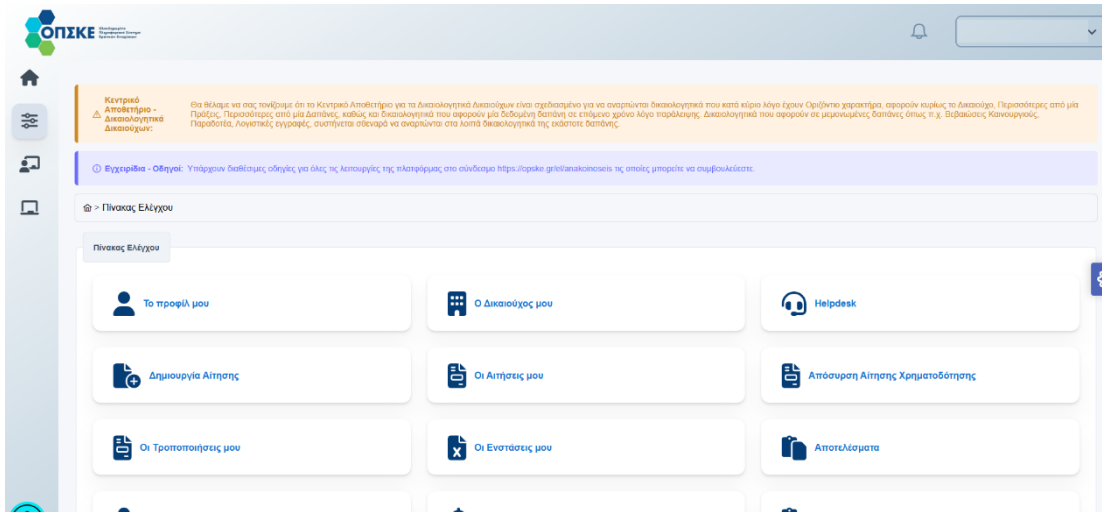 ΟΠΣΚΕ
Κεντρικό
Αποθετήριο -
Δικαιολογητικά
Δικαιούχων:
Θα θέλαμε να σας τονίζουμε ότι το Κεντρικό Αποθετήριο για τα Δικαιολογητικά Δικαιούχων είναι σχεδιασμένο για να αναρτώνται δικαιολογητικά που κατά κύριο λόγο έχουν Οριζόντιο χαρακτήρα, αφορούν κυρίως το Δικαιούχο, Περισσότερες από μία
Πράξεις, Περισσότερες από μία Δαπάνες, καθώς και δικαιολογητικά που αφορούν μία δεδομένη δαπάνη σε επόμενο χρόνο λόγο παράλειψης. Δικαιολογητικά που αφορούν σε μεμονωμένες δαπάνες όπως π.χ. Βεβαιώσεις Καινουργιούς,
Παραδοτέα, Λογιστικές εγγραφές, συστήνεται σθεναρά να αναρτώνται στα λοιπά δικαιολογητικά της εκάστοτε δαπάνης.
Εγχειρίδια - Οδηγοί: Υπάρχουν διαθέσιμες οδηγίες για όλες τις λειτουργίες της πλατφόρμας στο σύνδεσμο https://opske.gr/el/anakoinoseis τις οποίες μπορείτε να συμβουλεύεστε.
> Πίνακας Ελέγχου
Πίνακας Ελέγχου
Το προφίλ μου
Ο Δικαιούχος μου
Helpdesk
Δημιουργία Αίτησης
Οι Αιτήσεις μου
Απόσυρση Αίτησης Χρηματοδότησης
Οι Τροποποιήσεις μου
Οι Ενστάσεις μου
Αποτελέσματα